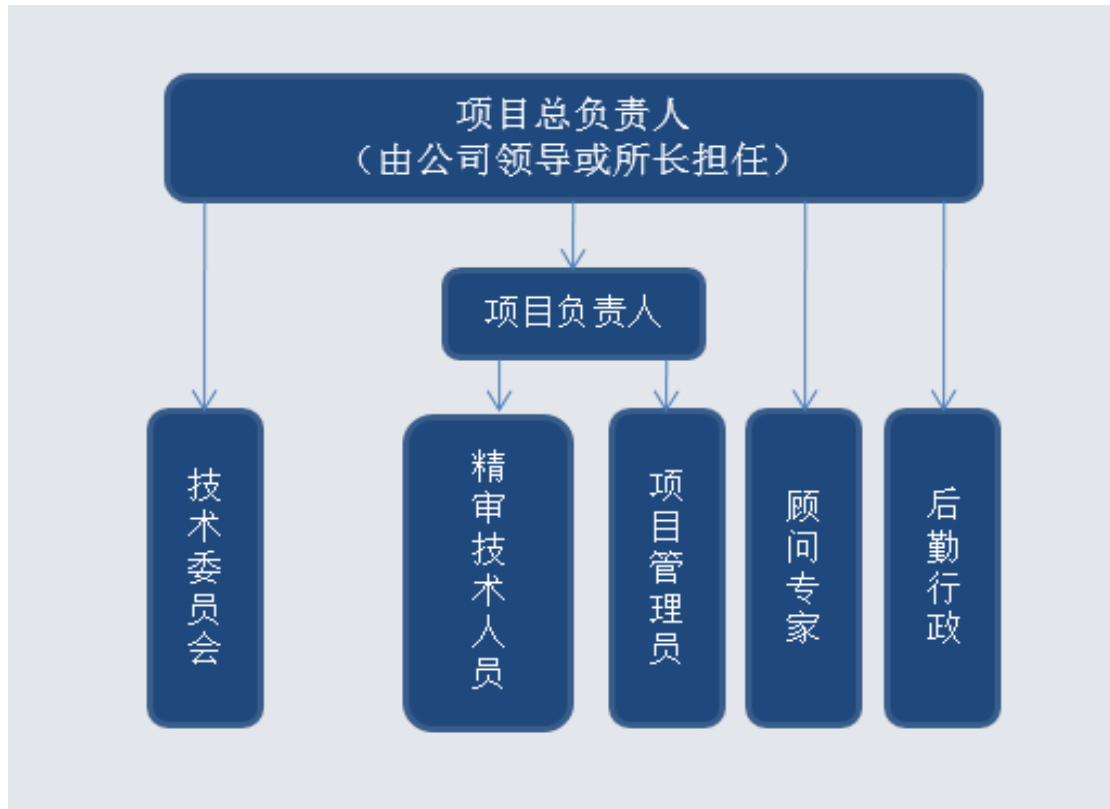 项目总负责人
（由公司领导或所长担任）
项目负责人
技术委员会
精审技术人员
项目管理员
顾问专家
后勤行政